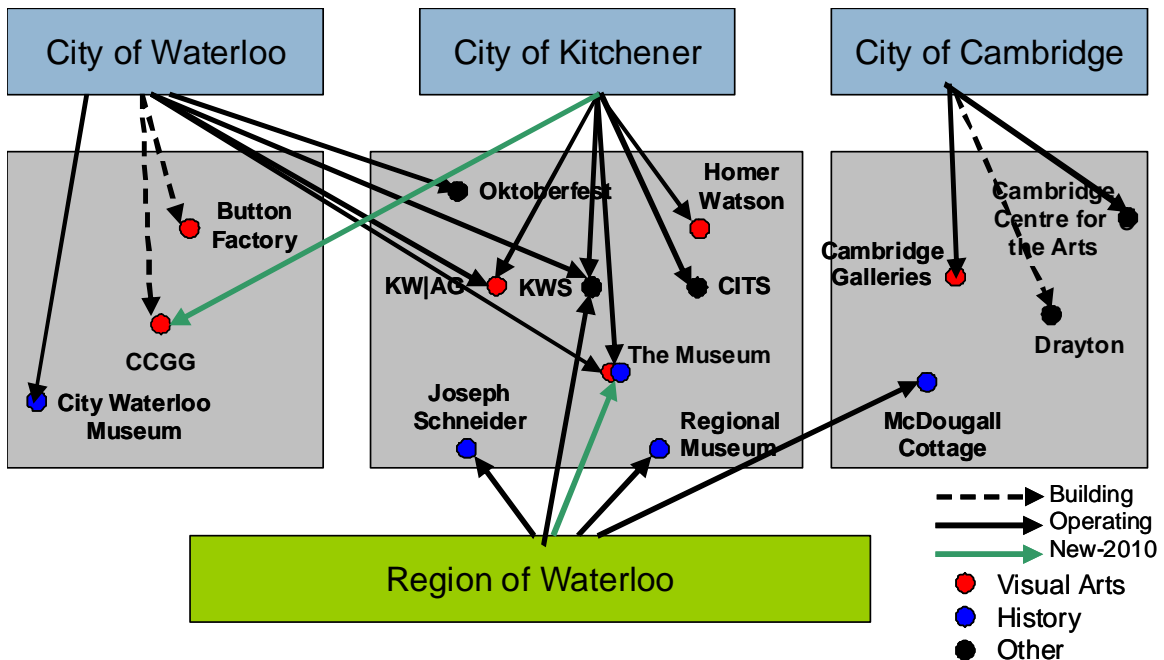 City of Waterloo
City of Kitchener
City of Cambridge
Oktoberfest
Homer
Watson
Button
Factory
Cambridge
Centre for
the Arts
Cambridge
Galleries
KW|AG
KWS
CITS
CCGG
The Museum
Drayton
City Waterloo
Museum
Joseph
Schneider
Regional
Museum
McDougall
Cottage
Building
Operating
New-2010
Region of Waterloo
Visual Arts
History
Other